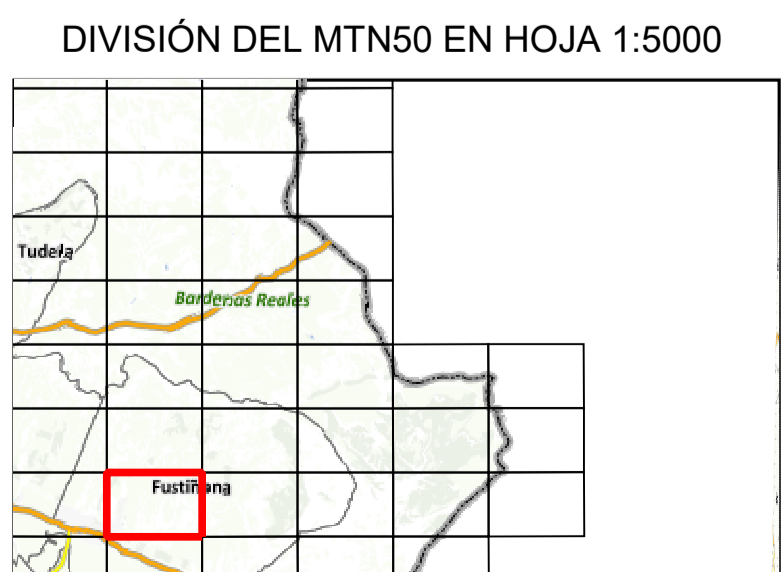 DIVISIÓN DEL MTN50 EN HOJA 1:5000
Tudela
Bardenas Reales
Fustiñana